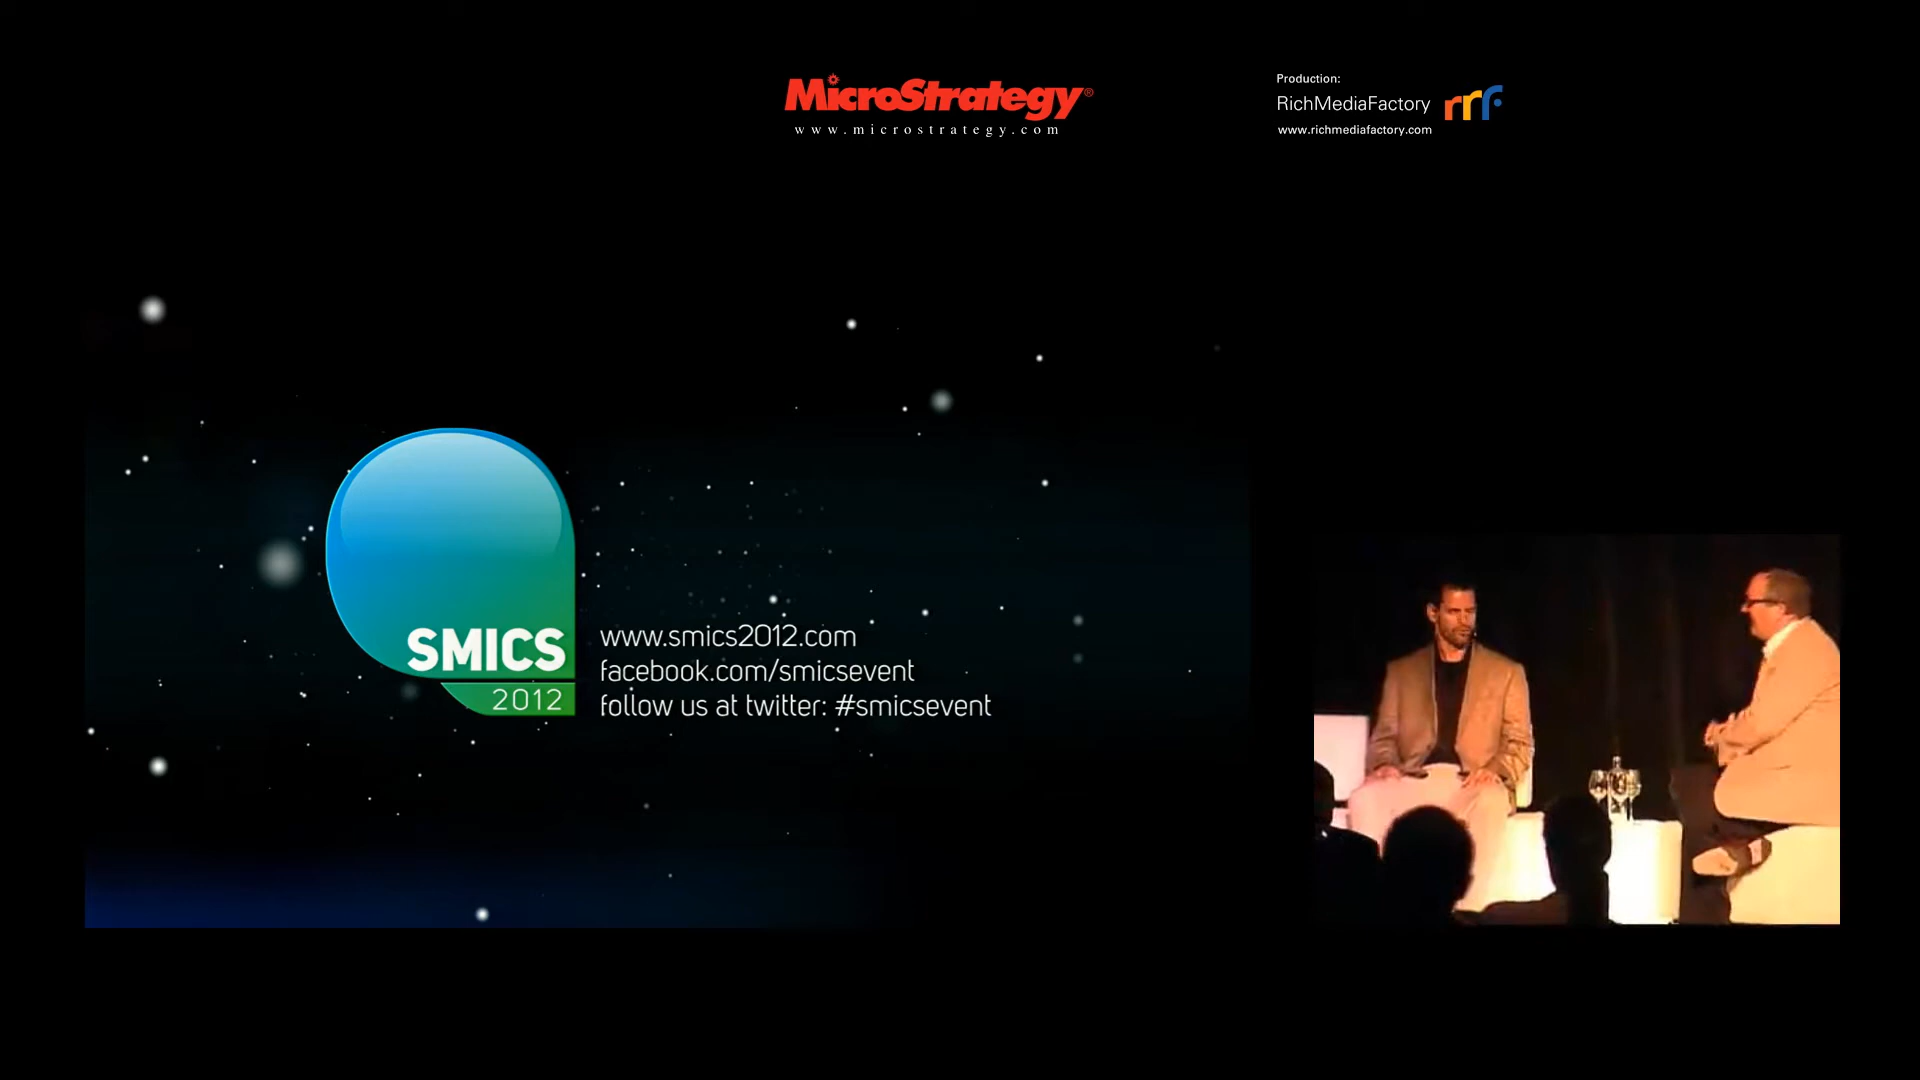 MicroStrategy®
www.microstrategy.com
Production:
RichMediaFactory rrf
www.richmediafactory.com
SMICS
2012
www.smics2012.com
facebook.com/smicsevent
follow us at twitter: #smicsevent